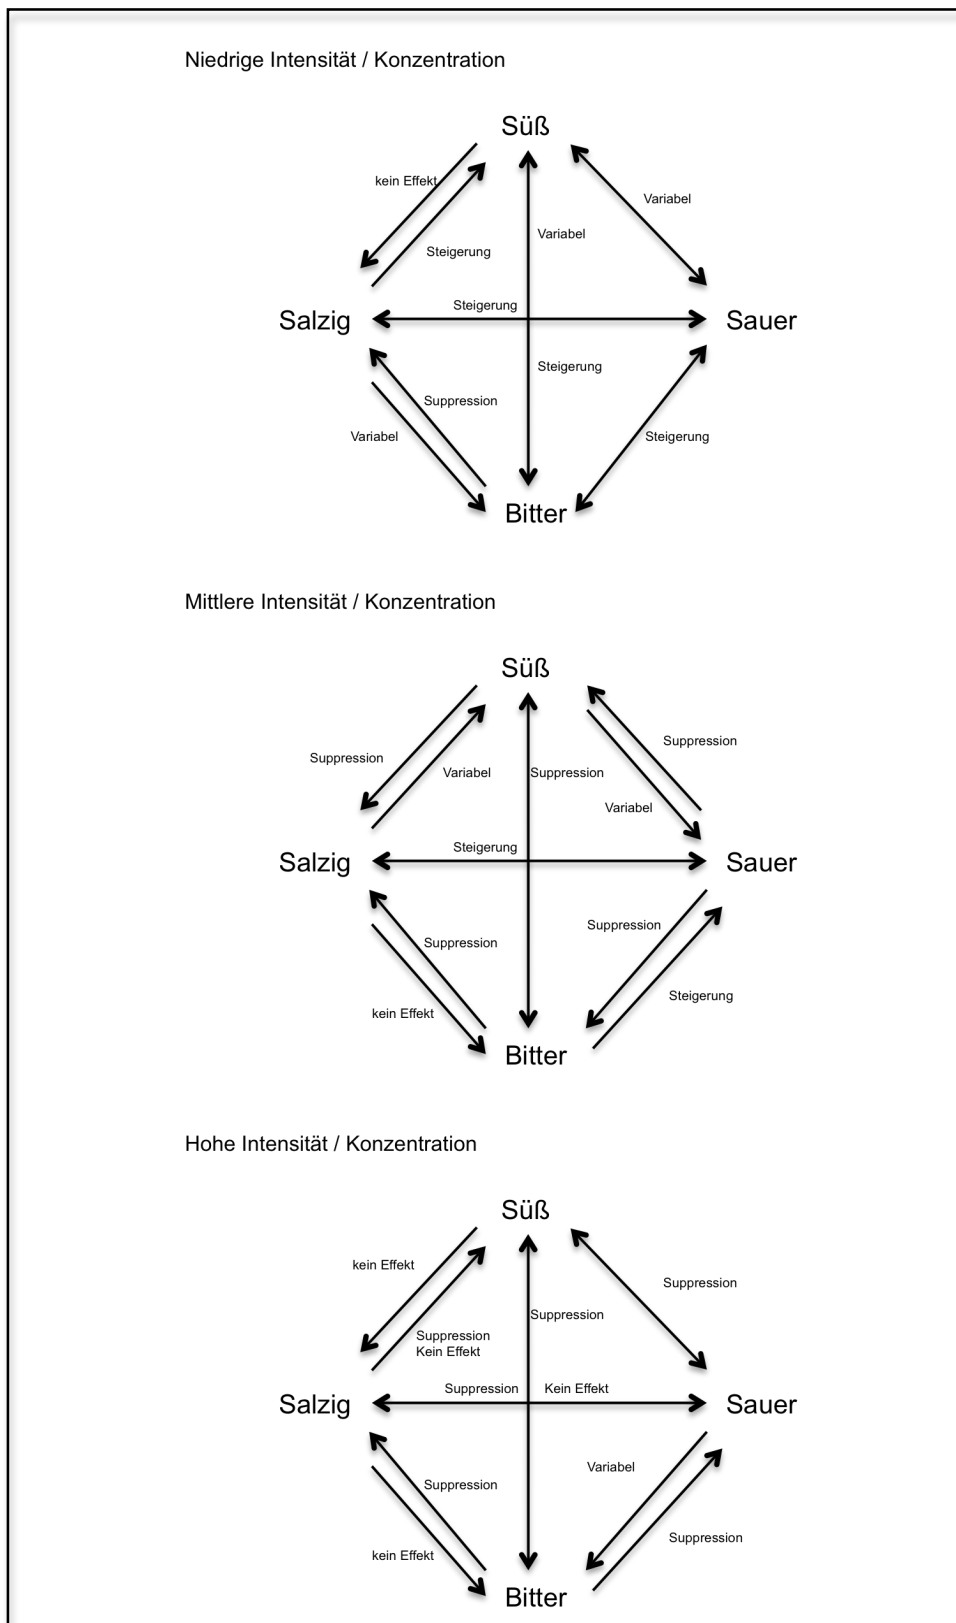 Niedrige Intensität / Konzentration
Süß
kein Effekt
Variabel
Variabel
Steigerung
Steigerung
Salzig
Sauer
Steigerung
Suppression
Variabel
Steigerung
Bitter
Mittlere Intensität / Konzentration
Süß
Suppression
Suppression
Variabel
Suppression
Variabel
Steigerung
Salzig
Sauer
Suppression
Suppression
Steigerung
kein Effekt
Bitter
Hohe Intensität / Konzentration
Süß
kein Effekt
Suppression
Suppression
Suppression
Kein Effekt
Suppression
Kein Effekt
Salzig
Sauer
Variabel
Suppression
Suppression
kein Effekt
Bitter